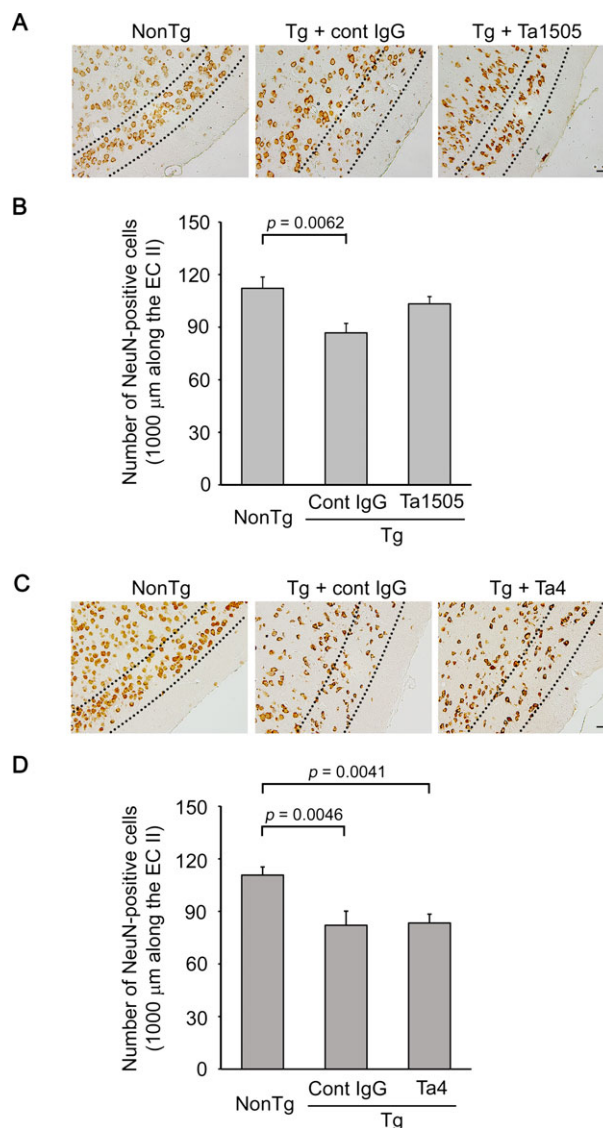 A
NonTg
Tg + cont IgG
Tg + Ta1505
B
Number of NeuN-positive cells
(1000 μm along the EC II)
p = 0.0062
150
120
90
60
30
0
NonTg
Cont IgG
Ta1505
Tg
C
NonTg
Tg + cont IgG
Tg + Ta4
D
Number of NeuN-positive cells
(1000 μm along the EC II)
p = 0.0041
p = 0.0046
150
120
90
60
30
0
NonTg
Cont IgG
Ta4
Tg